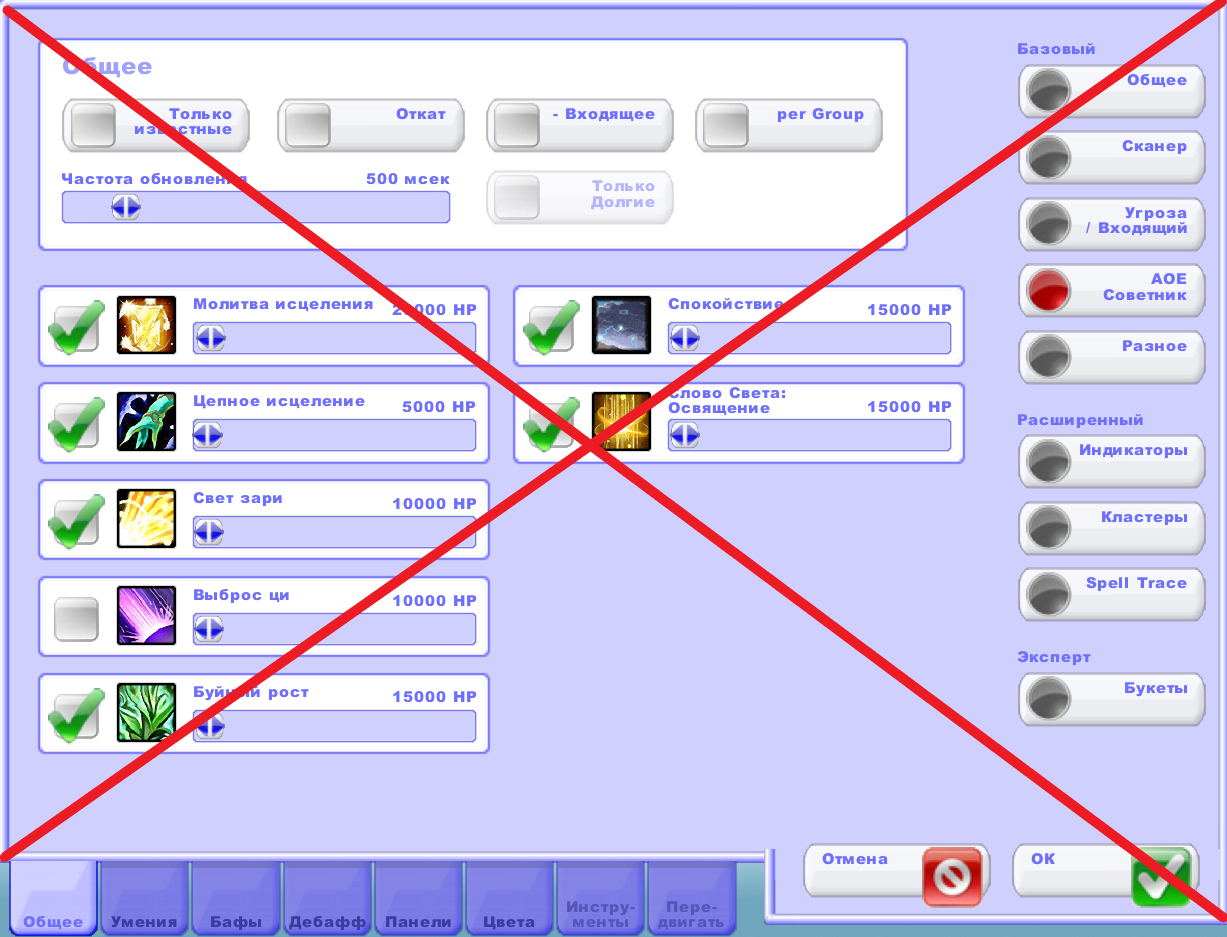 Общее
Только
известные
Откат
- Входящее
per Group
Частота обновления
500 мсек
Только
Долгие
Молитва исцеления
HP
Спокойствие
15000 HP
Цепное исцеление
5000 HP
Слово Света:
Освящение
15000 HP
Свет зари
10000 HP
Выброс ци
10000 HP
Буйный рост
15000 HP
Базовый
Общее
Сканер
Угроза
/ Входящий
АОЕ
Советник
Разное
Расширенный
Индикаторы
Кластеры
Spell Trace
Эксперт
Букеты
Отмена
OK
Общее
Умения
Бафы
Дебафф
Панели
Цвета
Инстру-
менты
Пере-
двигать